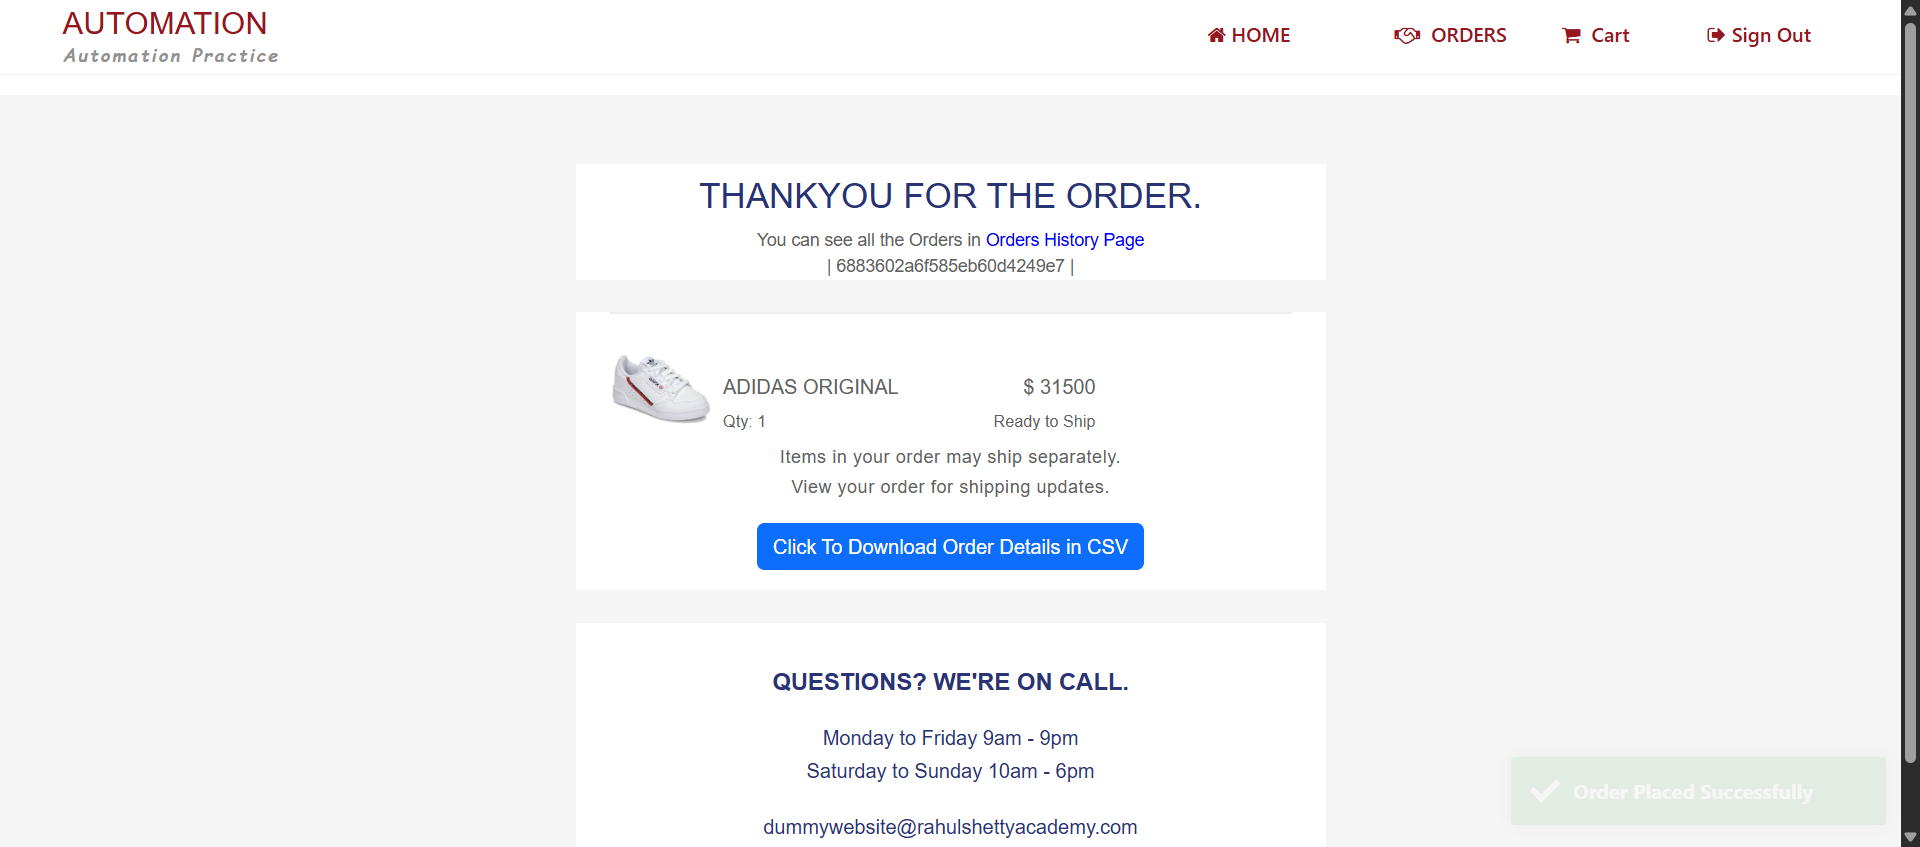 AUTOMATION
Automation Practice
HOME
ORDERS
Cart
Sign Out
THANKYOU FOR THE ORDER.
You can see all the Orders in Orders History Page
| 6883602a6f585eb60d4249e7 |
ADIDAS ORIGINAL
$ 31500
Qty: 1
Ready to Ship
Items in your order may ship separately.
View your order for shipping updates.
Click To Download Order Details in CSV
QUESTIONS? WE'RE ON CALL.
Monday to Friday 9am - 9pm
Saturday to Sunday 10am - 6pm
dummywebsite@rahulshettyacademy.com
Order Placed Successfully